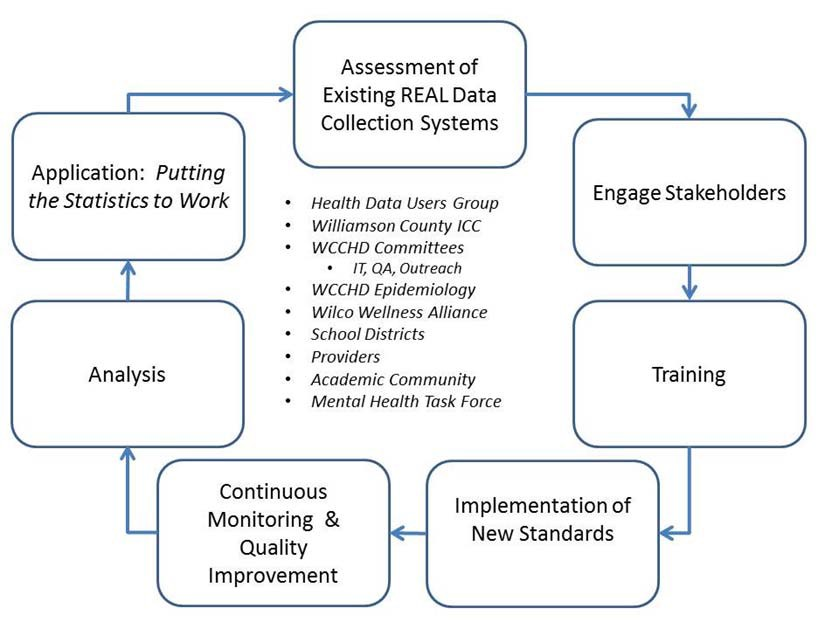 Assessment of
Existing REAL Data
Collection Systems
Application: Putting
the Statistics to Work
Engage Stakeholders
• Health Data Users Group
• Williamson County ICC
• WCCHD Committees
• IT, QA, Outreach
• WCCHD Epidemiology
• Wilco Wellness Alliance
• School Districts
• Providers
• Academic Community
• Mental Health Task Force
Analysis
Training
Continuous
Monitoring &
Quality
Improvement
Implementation of
New Standards